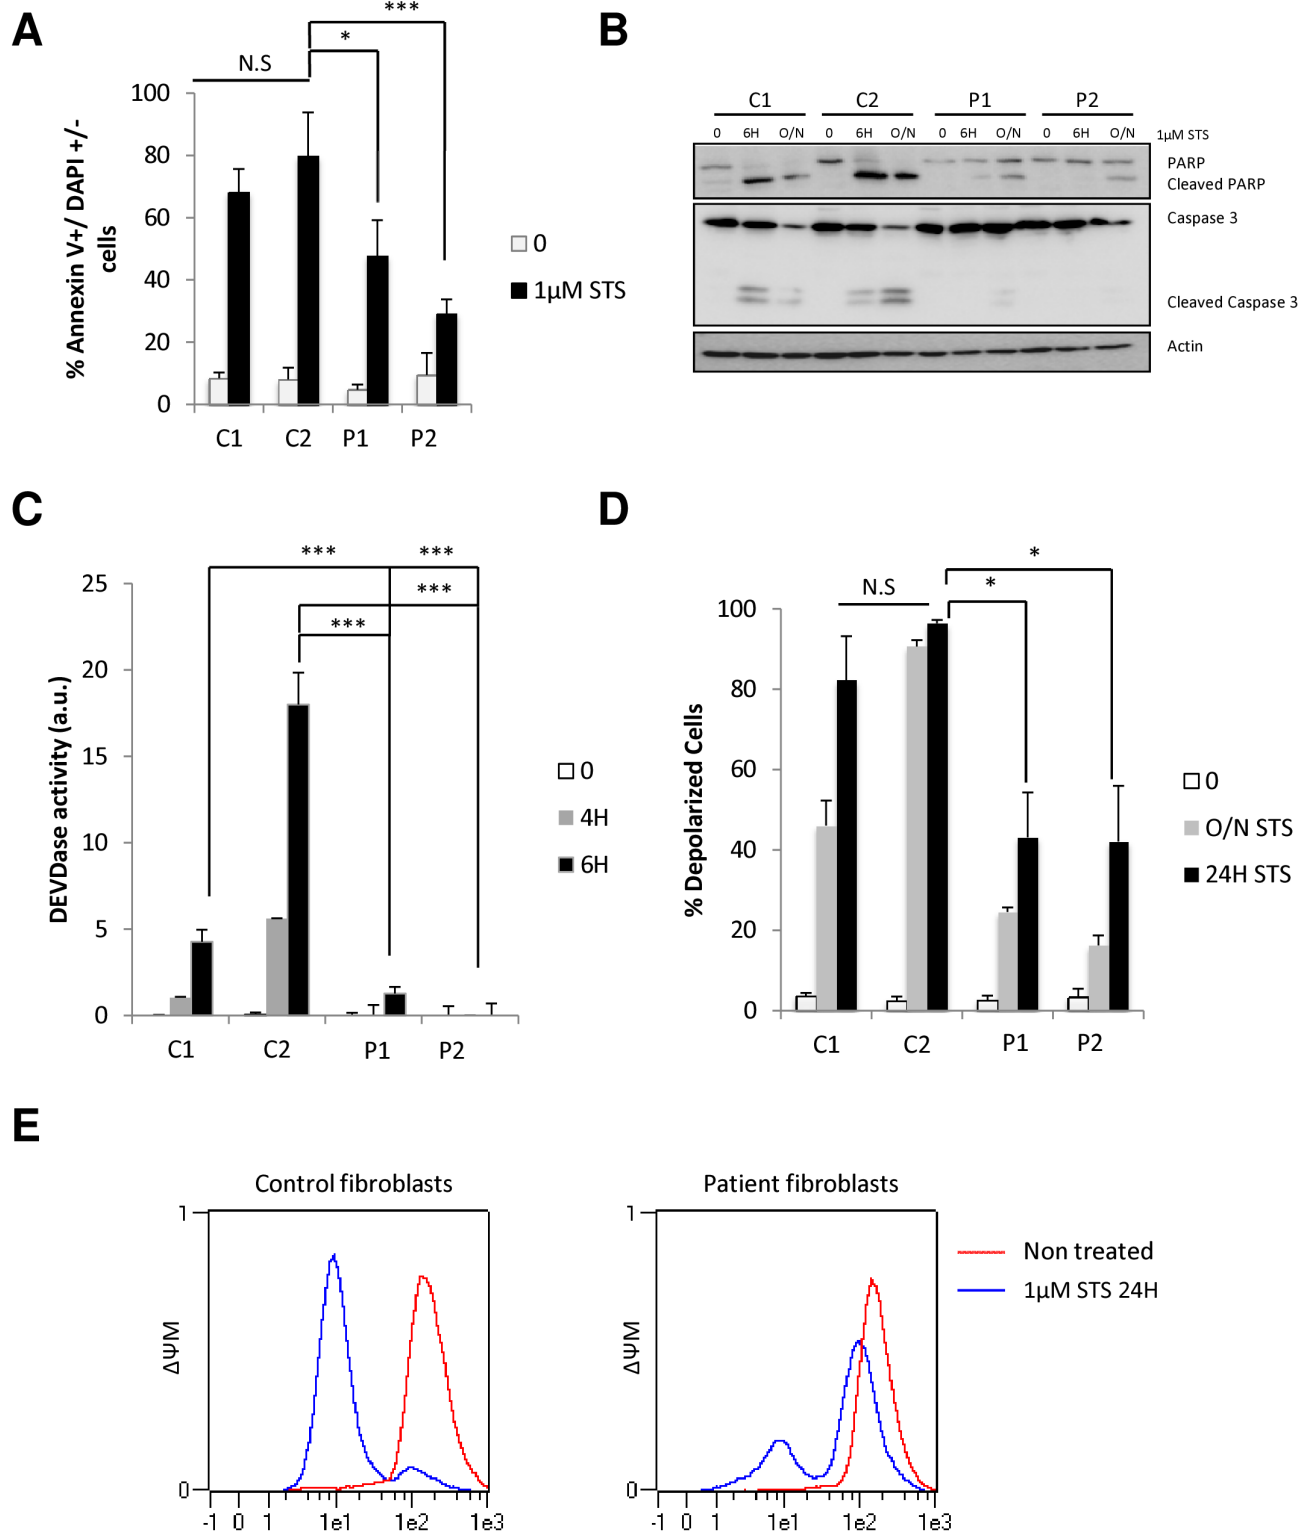 A
***
*
N.S
100
80
60
40
20
0
% Annexin V+/ DAPI +/-
cells
C1 C2 P1 P2
0
1µM STS
B
C1 C2 P1 P2
0 6H O/N 0 6H O/N 0 6H O/N 0 6H O/N 1µM STS
PARP
Cleaved PARP
Caspase 3
Cleaved Caspase 3
Actin
C
*** ***
***
***
25
20
15
10
5
0
DEVDase activity (a.u.)
C1 C2 P1 P2
0
4H
6H
D
*
*
N.S
100
80
60
40
20
0
% Depolarized Cells
C1 C2 P1 P2
0
O/N STS
24H STS
E
Control fibroblasts
1
ΔΨM
0
-1 0 1 1e1 1e2 1e3
Patient fibroblasts
1
ΔΨM
0
-1 0 1 1e1 1e2 1e3
Non treated
1µM STS 24H